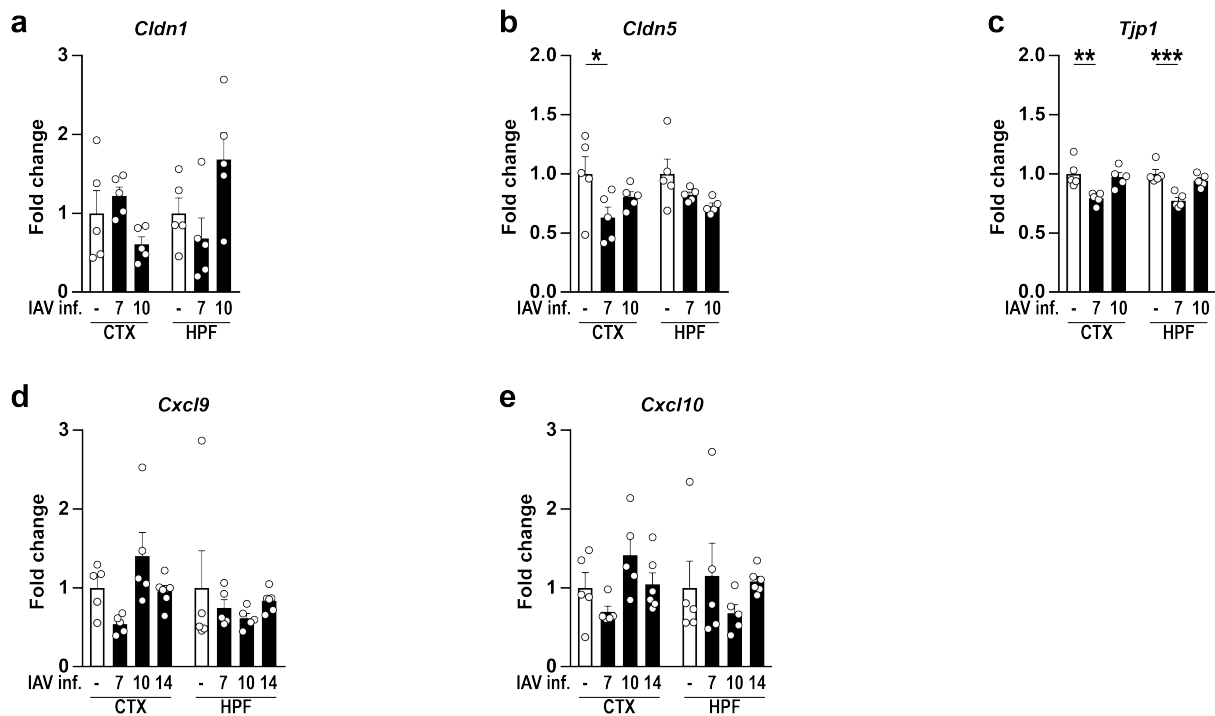 a
Cldn1
3
2
1
0
Fold change
IAV inf. - 7 10 - 7 10
CTX HPF
b
Cldn5
2.0
1.5
1.0
0.5
0.0
Fold change
*
IAV inf. - 7 10 - 7 10
CTX HPF
c
Tjp1
2.0
1.5
1.0
0.5
0.0
Fold change
** ***
IAV inf. - 7 10 - 7 10
CTX HPF
d
Cxcl9
3
2
1
0
Fold change
IAV inf. - 7 10 14 - 7 10 14
CTX HPF
e
Cxcl10
3
2
1
0
Fold change
IAV inf. - 7 10 14 - 7 10 14
CTX HPF